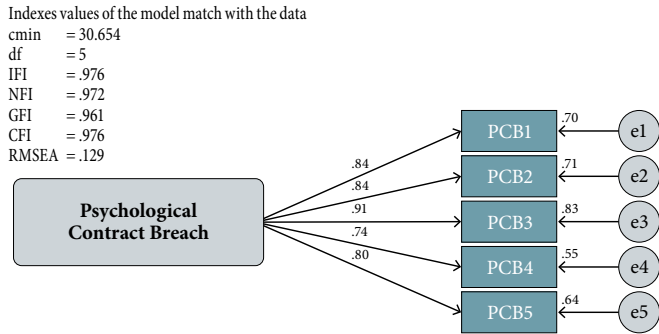 Indexes values of the model match with the data
cmin = 30.654
df = 5
IFI = .976
NFI = .972
GFI = .961
CFI = .976
RMSEA = .129
Psychological
Contract Breach
.84
.84
.91
.74
.80
PCB1
.70
e1
PCB2
.71
e2
PCB3
.83
e3
PCB4
.55
e4
PCB5
.64
e5